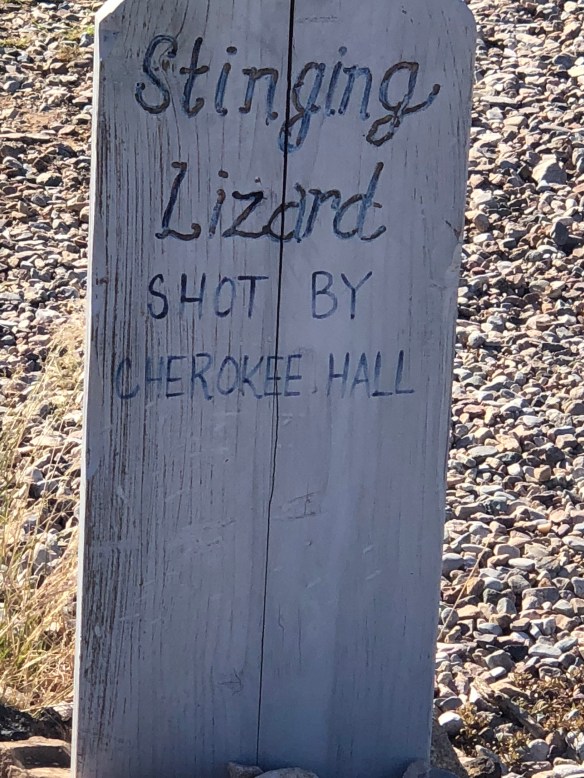 Stinging
Lizard
SHOT BY
CHEROKEE HALL